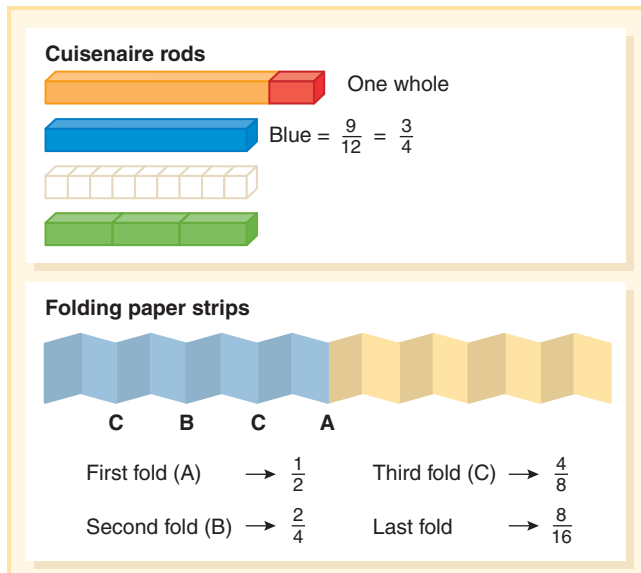 Cuisenaire rods
One whole
Blue = 9/12 = 3/4
Folding paper strips
C B C A
First fold (A) → 1/2 Third fold (C) → 4/8
Second fold (B) → 2/4 Last fold → 8/16